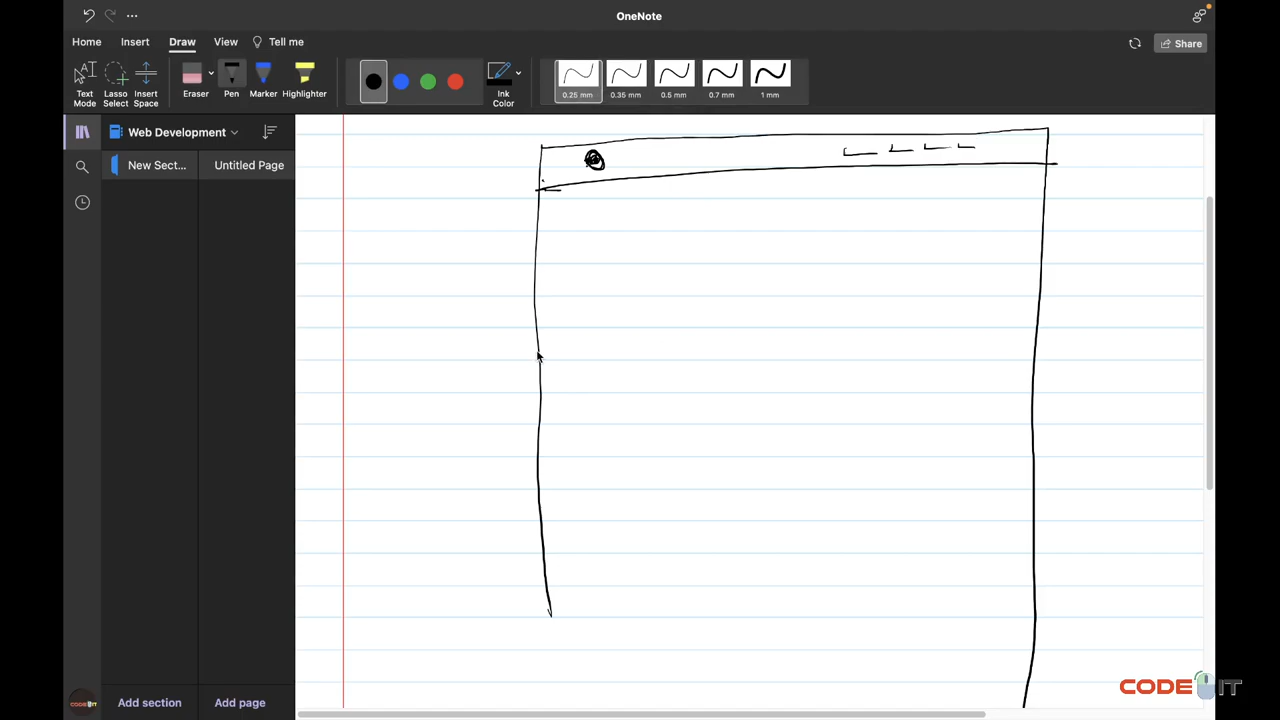 OneNote
Home Insert Draw View Tell me
Share
Text Mode
Lasso Select
Insert Space
Eraser
Pen
Marker
Highlighter
Ink Color
0.25 mm
0.35 mm
0.5 mm
0.7 mm
1 mm
Web Development
New Sect...
Untitled Page
Add section
Add page
CODE IT